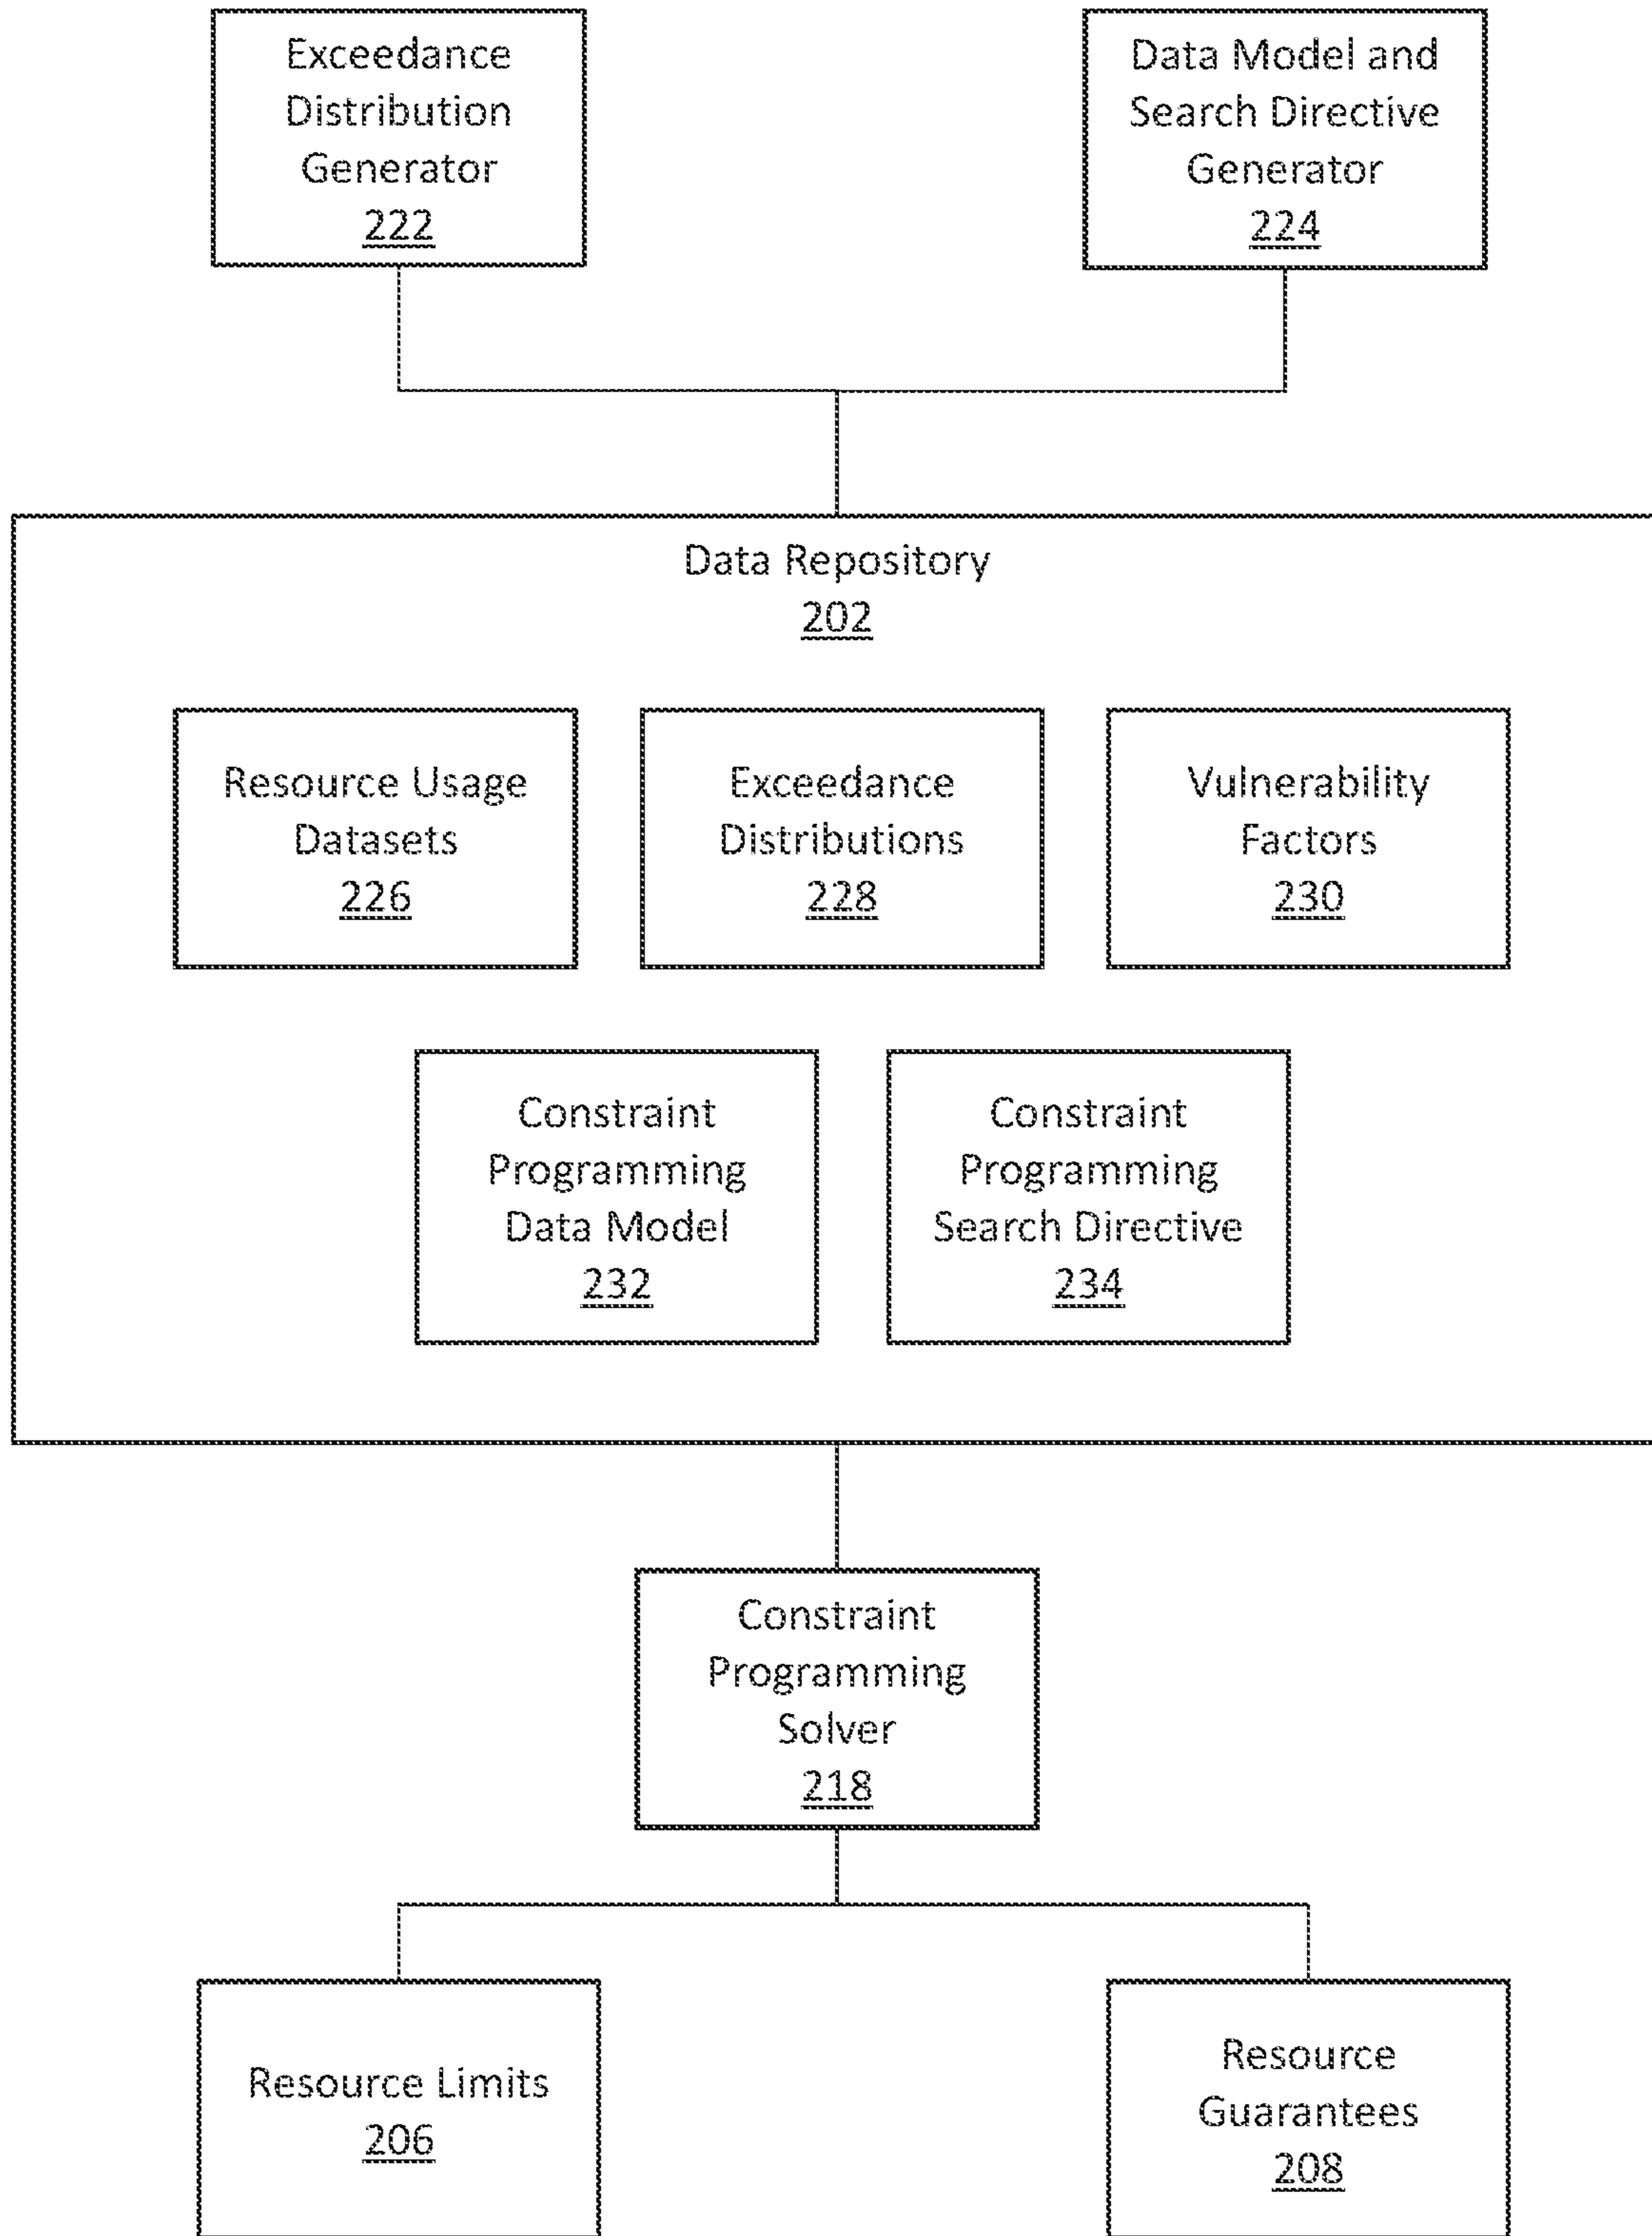 Exceedance
Distribution
Generator
222
Data Model and
Search Directive
Generator
224
Data Repository
202
Resource Usage
Datasets
226
Exceedance
Distributions
228
Vulnerability
Factors
230
Constraint
Programming
Data Model
232
Constraint
Programming
Search Directive
234
Constraint
Programming
Solver
218
Resource Limits
206
Resource
Guarantees
208